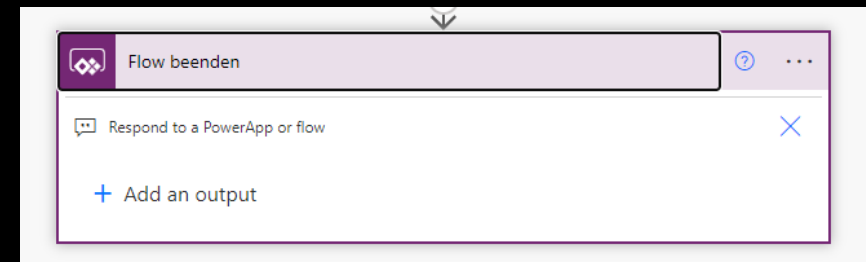 Flow beenden
Respond to a PowerApp or flow
Add an output